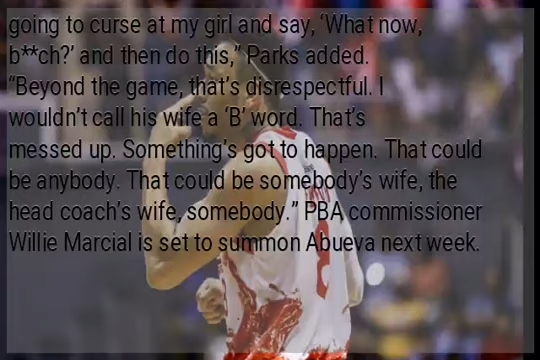 going to curse at my girl and say, ‘What now,
b**ch?’ and then do this,” Parks added.
“Beyond the game, that’s disrespectful. I
wouldn’t call his wife a ‘B’ word. That’s
messed up. Something’s got to happen. That could
be anybody. That could be somebody’s wife, the
head coach’s wife, somebody.” PBA commissioner
Willie Marcial is set to summon Abueva next week.
8